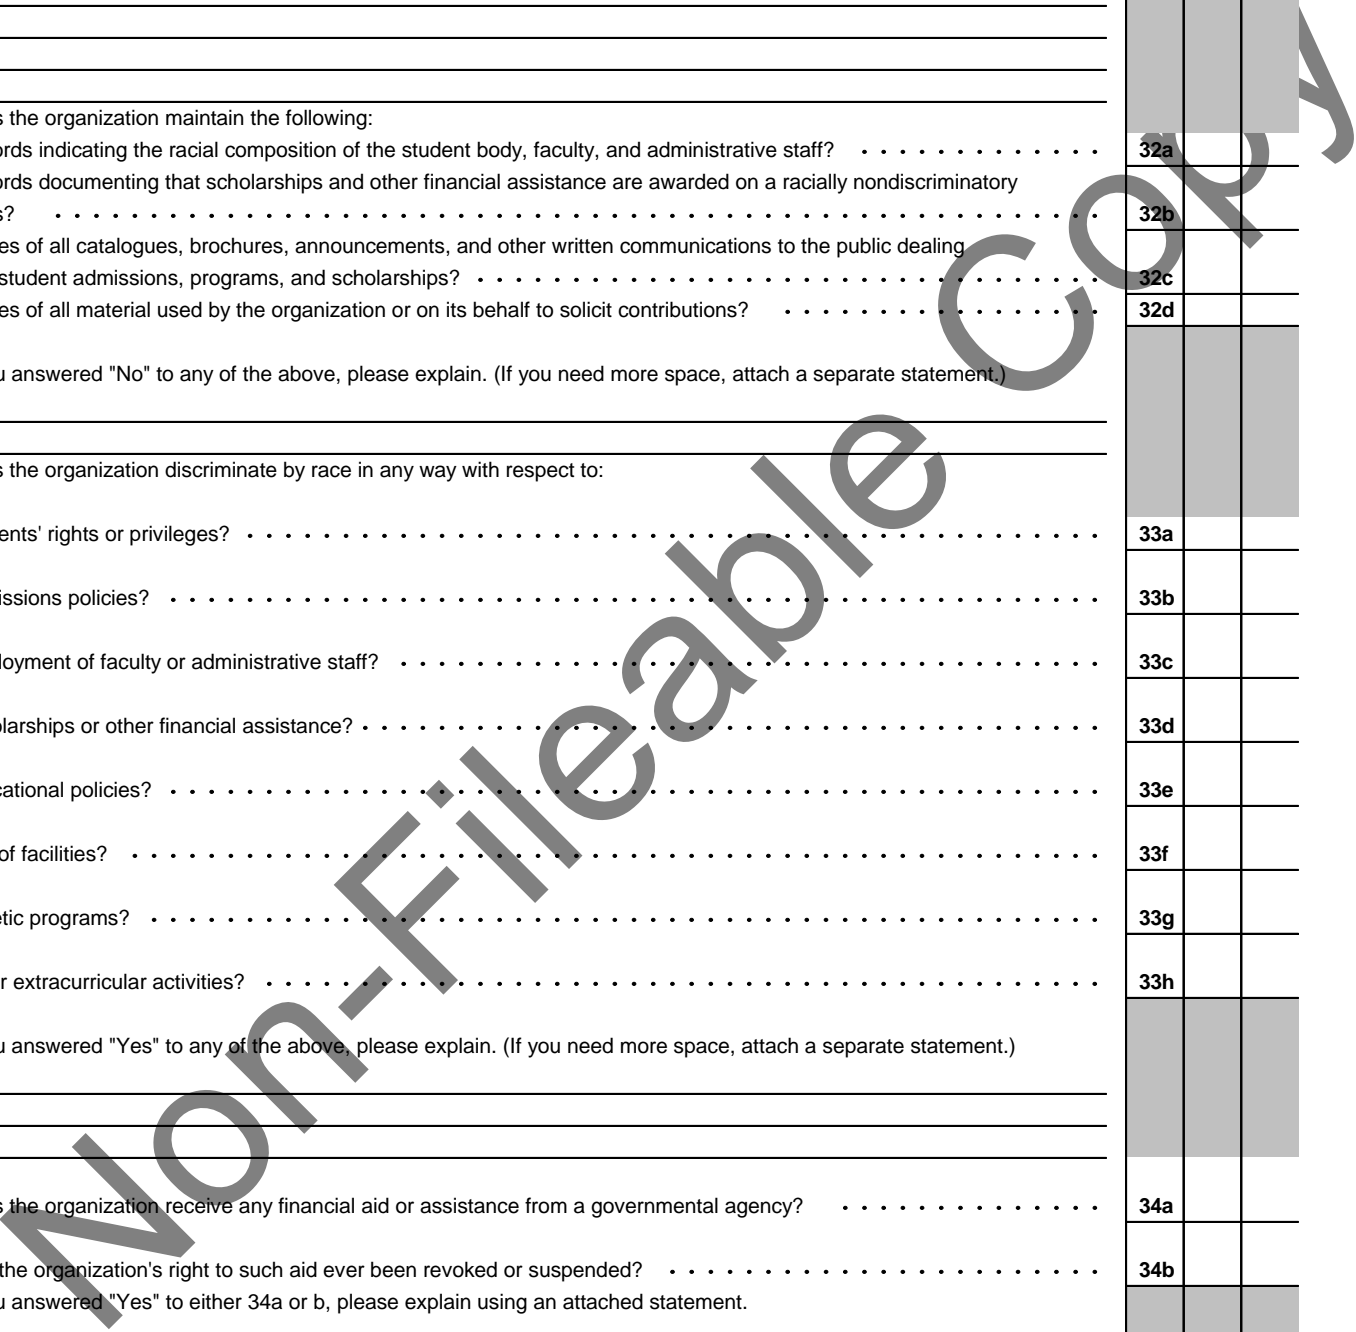 s the organization maintain the following:
ords indicating the racial composition of the student body, faculty, and administrative staff? 32a
ords documenting that scholarships and other financial assistance are awarded on a racially nondiscriminatory
s? 32b
es of all catalogues, brochures, announcements, and other written communications to the public dealing
student admissions, programs, and scholarships? 32c
es of all material used by the organization or on its behalf to solicit contributions? 32d
u answered "No" to any of the above, please explain. (If you need more space, attach a separate statement.)
s the organization discriminate by race in any way with respect to:
ents' rights or privileges? 33a
issions policies? 33b
loyment of faculty or administrative staff? 33c
olarships or other financial assistance? 33d
cational policies? 33e
of facilities? 33f
etic programs? 33g
r extracurricular activities? 33h
u answered "Yes" to any of the above, please explain. (If you need more space, attach a separate statement.)
s the organization receive any financial aid or assistance from a governmental agency? 34a
the organization's right to such aid ever been revoked or suspended? 34b
u answered "Yes" to either 34a or b, please explain using an attached statement.
Non-Fileable Copy